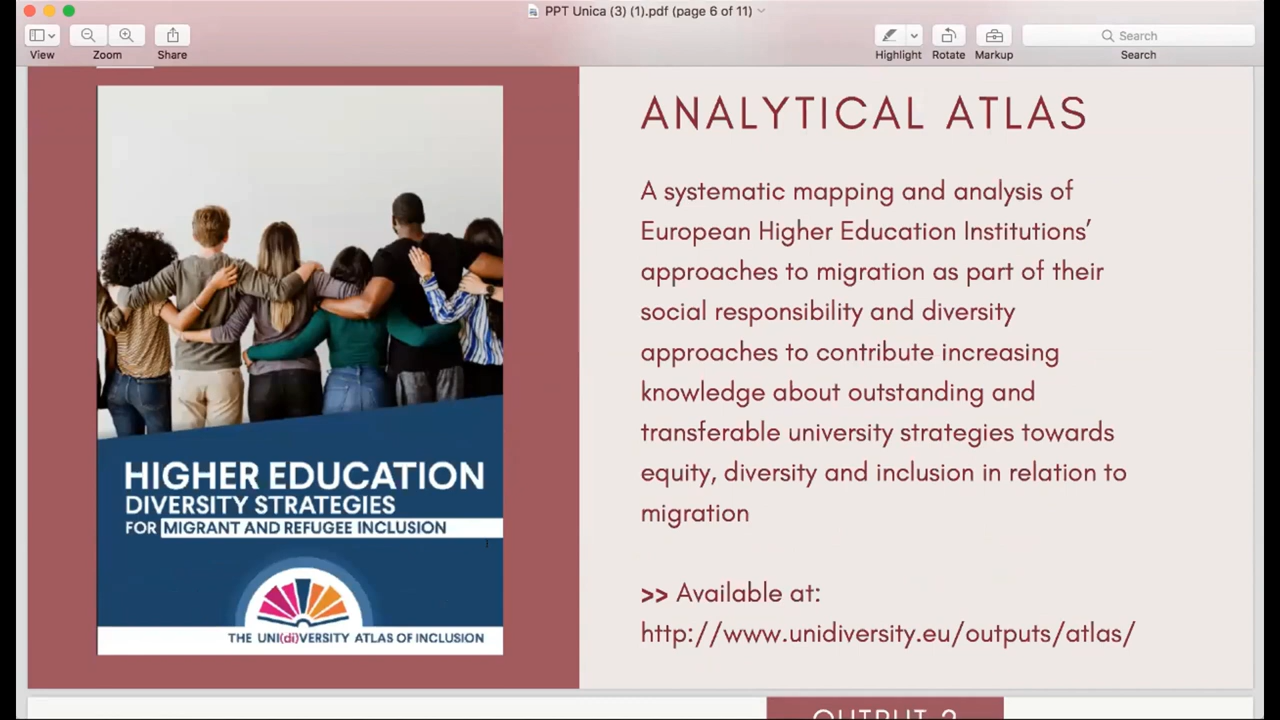 PPT Unica (3) (1).pdf (page 6 of 11)
View
Zoom
Share
Highlight
Rotate
Markup
Search
Search
HIGHER EDUCATION
DIVERSITY STRATEGIES
FOR MIGRANT AND REFUGEE INCLUSION
THE UNI(di)VERSITY ATLAS OF INCLUSION
ANALYTICAL ATLAS
A systematic mapping and analysis of
European Higher Education Institutions’
approaches to migration as part of their
social responsibility and diversity
approaches to contribute increasing
knowledge about outstanding and
transferable university strategies towards
equity, diversity and inclusion in relation to
migration
>> Available at:
http://www.unidiversity.eu/outputs/atlas/
OUTPUT 2